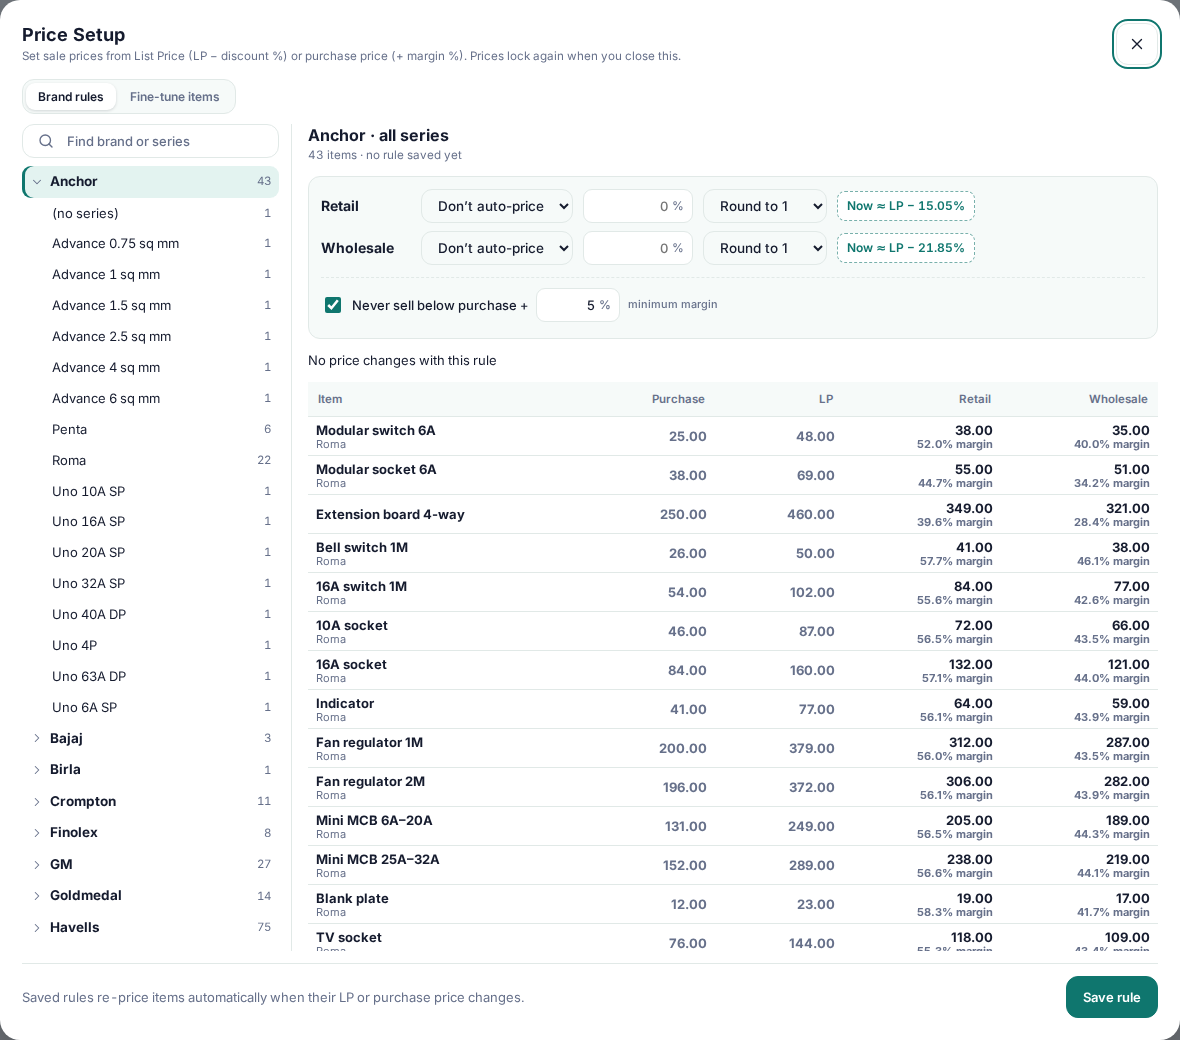 Price Setup
Set sale prices from List Price (LP − discount %) or purchase price (+ margin %). Prices lock again when you close this.
Brand rules Fine-tune items
Find brand or series
Anchor 43
(no series) 1
Advance 0.75 sq mm 1
Advance 1 sq mm 1
Advance 1.5 sq mm 1
Advance 2.5 sq mm 1
Advance 4 sq mm 1
Advance 6 sq mm 1
Penta 6
Roma 22
Uno 10A SP 1
Uno 16A SP 1
Uno 20A SP 1
Uno 32A SP 1
Uno 40A DP 1
Uno 4P 1
Uno 63A DP 1
Uno 6A SP 1
Bajaj 3
Birla 1
Crompton 11
Finolex 8
GM 27
Goldmedal 14
Havells 75
Anchor · all series
43 items · no rule saved yet
Retail Don't auto-price 0 % Round to 1 Now ≈ LP − 15.05%
Wholesale Don't auto-price 0 % Round to 1 Now ≈ LP − 21.85%
Never sell below purchase + 5 % minimum margin
No price changes with this rule
Item Purchase LP Retail Wholesale
Modular switch 6A 25.00 48.00 38.00 35.00
Roma 52.0% margin 40.0% margin
Modular socket 6A 38.00 69.00 55.00 51.00
Roma 44.7% margin 34.2% margin
Extension board 4-way 250.00 460.00 349.00 321.00
39.6% margin 28.4% margin
Bell switch 1M 26.00 50.00 41.00 38.00
Roma 57.7% margin 46.1% margin
16A switch 1M 54.00 102.00 84.00 77.00
Roma 55.6% margin 42.6% margin
10A socket 46.00 87.00 72.00 66.00
Roma 56.5% margin 43.5% margin
16A socket 84.00 160.00 132.00 121.00
Roma 57.1% margin 44.0% margin
Indicator 41.00 77.00 64.00 59.00
Roma 56.1% margin 43.9% margin
Fan regulator 1M 200.00 379.00 312.00 287.00
Roma 56.0% margin 43.5% margin
Fan regulator 2M 196.00 372.00 306.00 282.00
Roma 56.1% margin 43.9% margin
Mini MCB 6A–20A 131.00 249.00 205.00 189.00
Roma 56.5% margin 44.3% margin
Mini MCB 25A–32A 152.00 289.00 238.00 219.00
Roma 56.6% margin 44.1% margin
Blank plate 12.00 23.00 19.00 17.00
Roma 58.3% margin 41.7% margin
TV socket 76.00 144.00 118.00 109.00
Roma 55.3% margin 43.4% margin
Saved rules re-price items automatically when their LP or purchase price changes.
Save rule